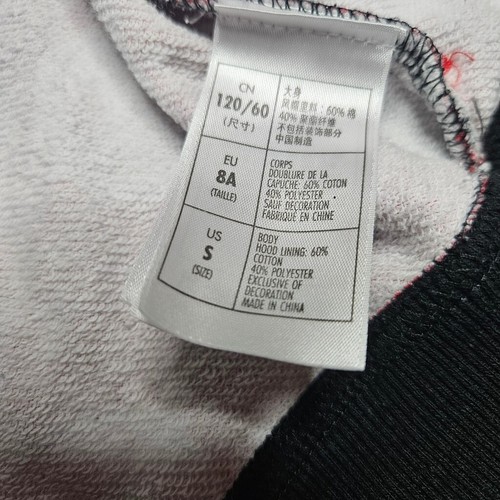 CN
120/60
(尺寸)
大身
风帽里料: 60% 棉
40% 聚酯纤维
不包括装饰部分
中国制造
EU
8A
(TAILLE)
CORPS
DOUBLURE DE LA
CAPUCHE: 60% COTON
40% POLYESTER
SAUF DECORATION
FABRIQUÉ EN CHINE
US
S
(SIZE)
BODY
HOOD LINING: 60%
COTTON
40% POLYESTER
EXCLUSIVE OF
DECORATION
MADE IN CHINA